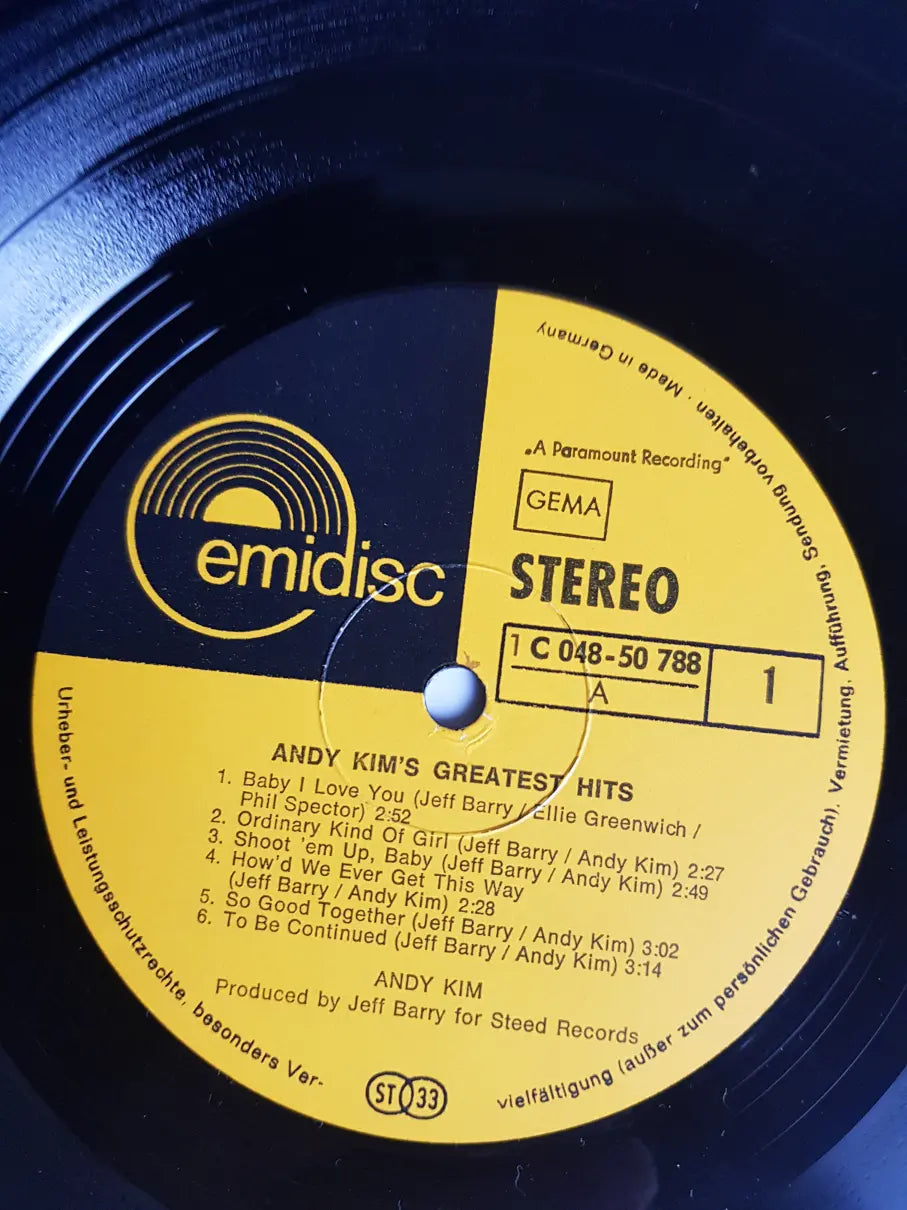 emidisc
„A Paramount Recording"
GEMA
STEREO
1 C 048-50 788
A
1
ANDY KIM'S GREATEST HITS
1. Baby I Love You (Jeff Barry / Ellie Greenwich /
Phil Spector) 2:52
2. Ordinary Kind Of Girl (Jeff Barry / Andy Kim) 2:27
3. Shoot 'em Up, Baby (Jeff Barry / Andy Kim) 2:49
4. How'd We Ever Get This Way
(Jeff Barry / Andy Kim) 2:28
5. So Good Together (Jeff Barry / Andy Kim) 3:02
6. To Be Continued (Jeff Barry / Andy Kim) 3:14
ANDY KIM
Produced by Jeff Barry for Steed Records
ST 33
Urheber- und Leistungsschutzrechte, besonders Ver-
vielfältigung (außer zum persönlichen Gebrauch). Vermietung, Aufführung, Sendung vorbehalten · Made in Germany